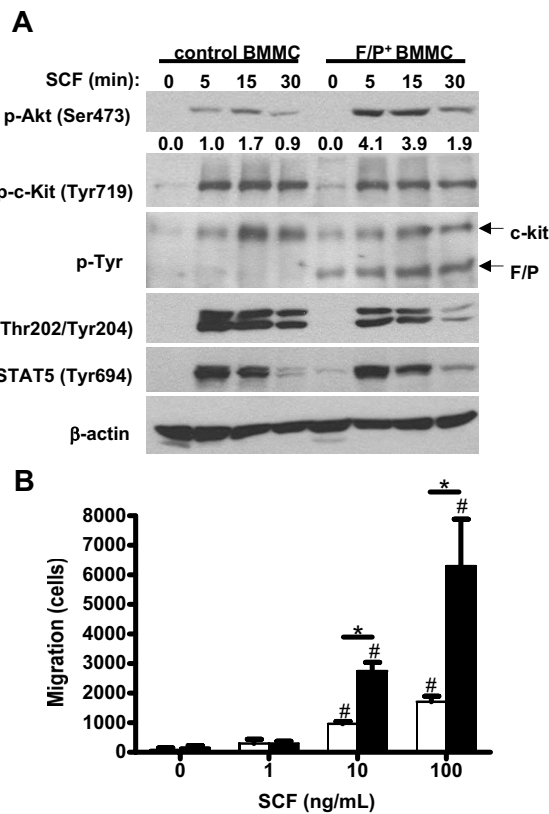 A
control BMMC F/P+ BMMC
SCF (min): 0 5 15 30 0 5 15 30
p-Akt (Ser473)
0.0 1.0 1.7 0.9 0.0 4.1 3.9 1.9
p-c-Kit (Tyr719)
c-kit
p-Tyr
F/P
Thr202/Tyr204)
STAT5 (Tyr694)
β-actin
B
* #
8000
7000
6000
5000
4000
3000
2000
1000
0
Migration (cells)
* #
#
#
0 1 10 100
SCF (ng/mL)